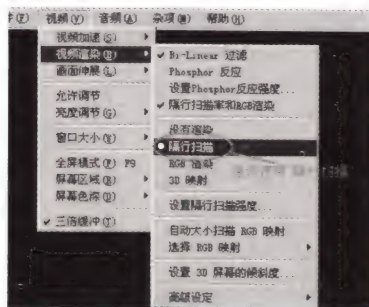 视频(V) 音频(A) 杂项(M) 帮助(H)
视频加速(S)
视频渲染(B)
画面伸展(L)
允许调节
亮度调节(G)
窗口大小(W)
全屏模式(F) F9
屏幕区域(R)
屏幕色深(D)
三倍缓冲(T)
Bi-Linear 过滤
Phosphor 反应
设置Phosphor反应强度...
隔行扫描率和RGB渲染
没有渲染
隔行扫描
RGB 渲染
3D 映射
设置隔行扫描强度...
自动大小扫描 RGB 映射
选择 RGB 映射
设置 3D 屏幕的倾斜度...
高级设定